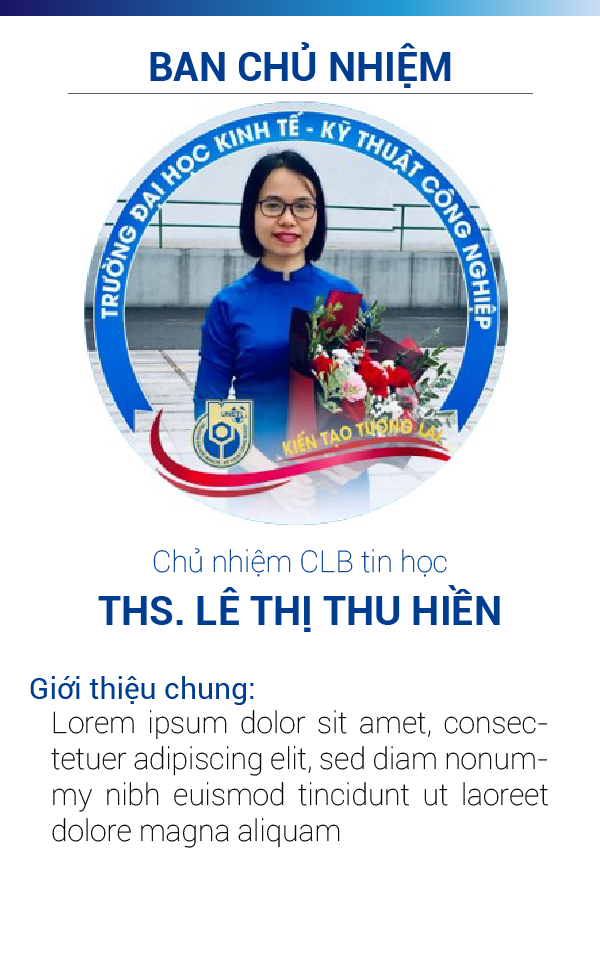 BAN CHỦ NHIỆM
TRƯỜNG ĐẠI HỌC KINH TẾ - KỸ THUẬT CÔNG NGHIỆP
KIẾN TẠO TƯƠNG LAI
Chủ nhiệm CLB tin học
THS. LÊ THỊ THU HIỀN
Giới thiệu chung:
Lorem ipsum dolor sit amet, consec-
tetuer adipiscing elit, sed diam nonum-
my nibh euismod tincidunt ut laoreet
dolore magna aliquam